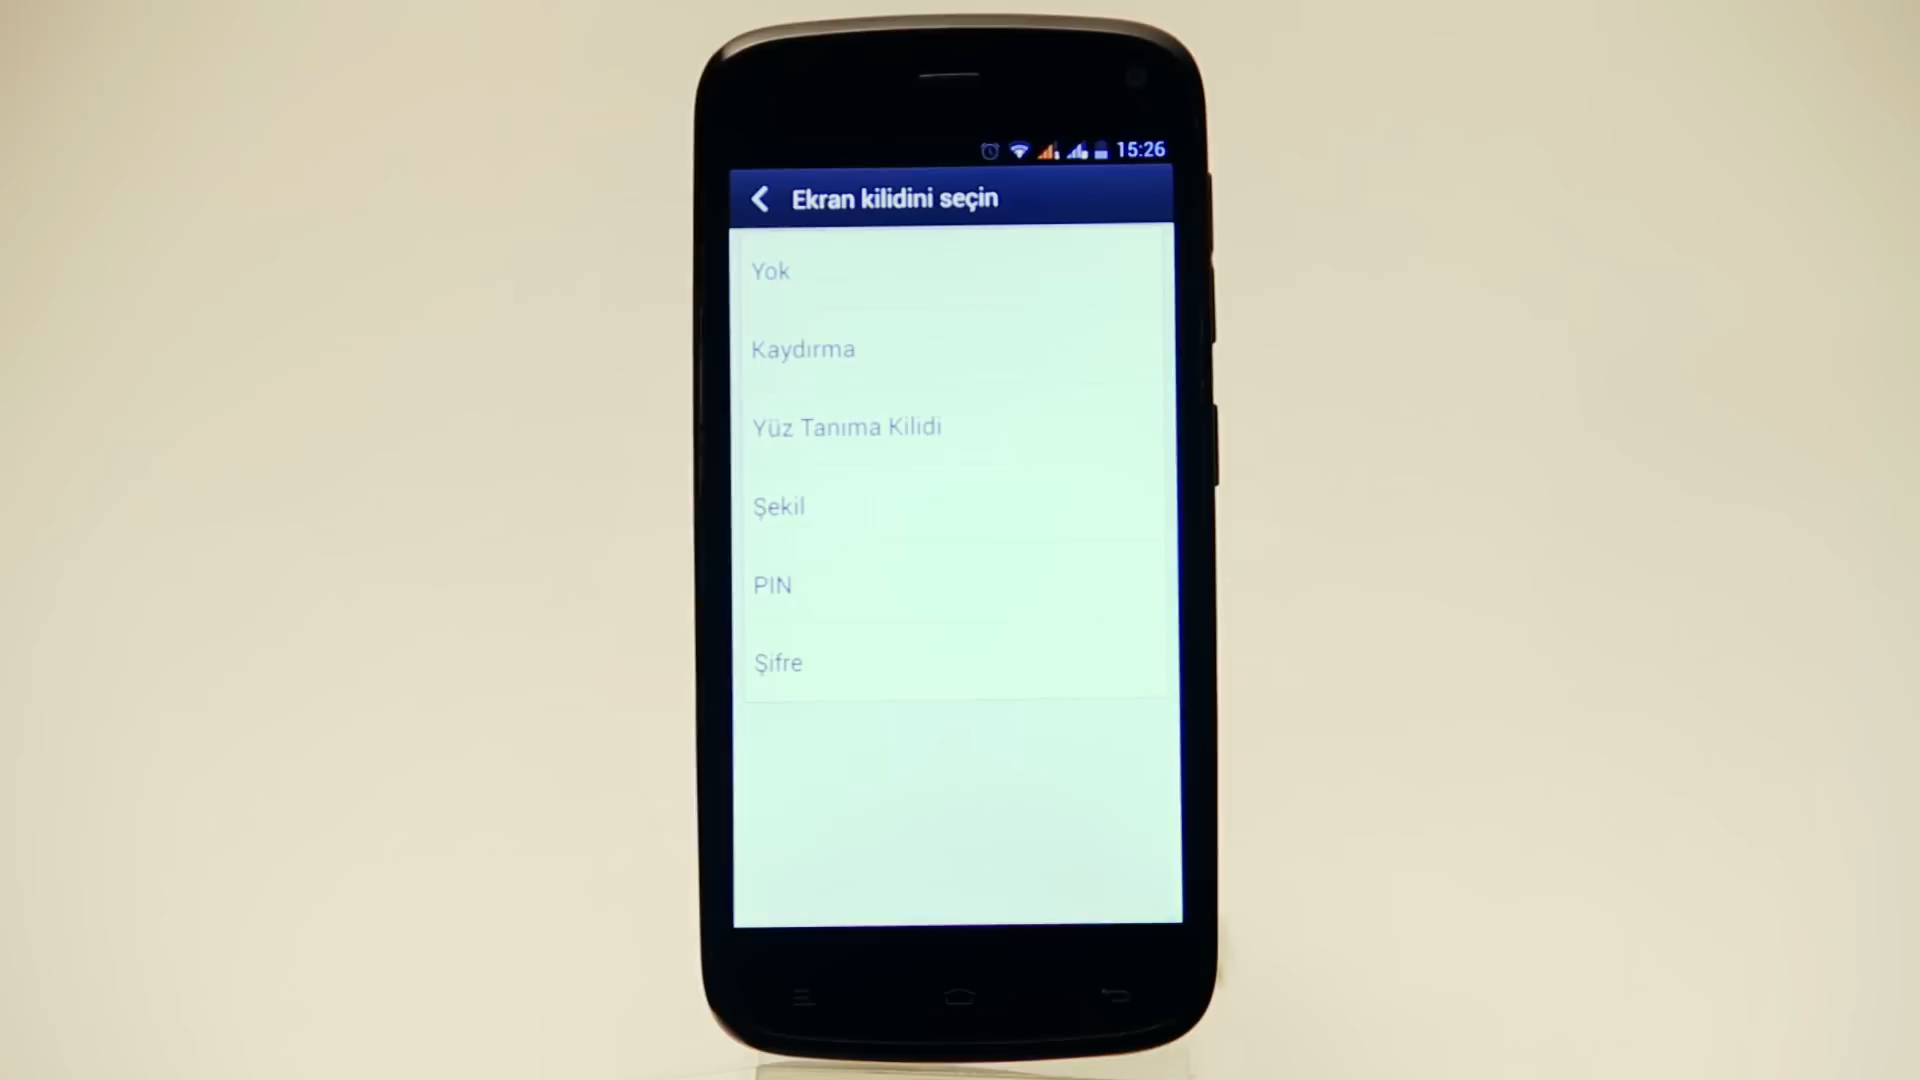 15:26
Ekran kilidini seçin
Yok
Kaydırma
Yüz Tanıma Kilidi
Şekil
PIN
Şifre